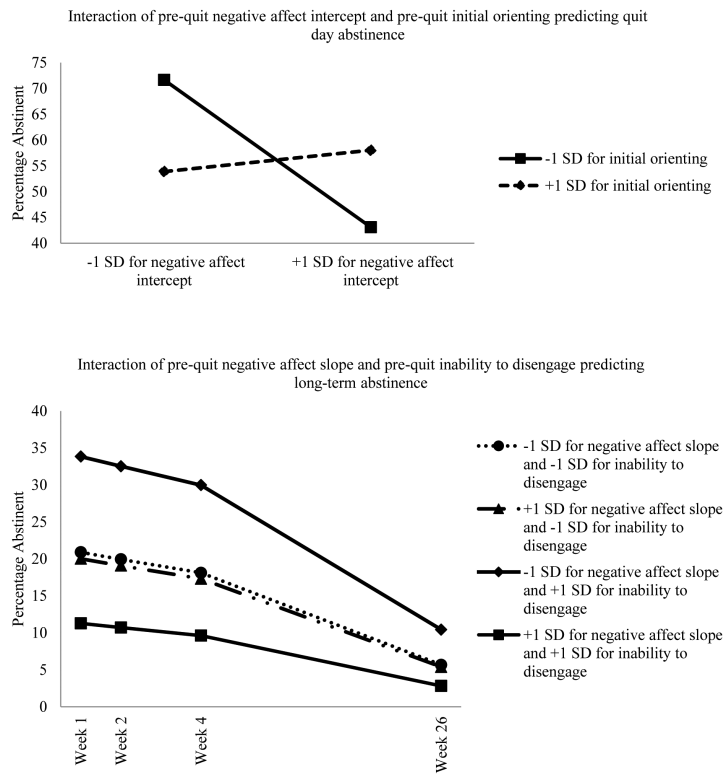 Interaction of pre-quit negative affect intercept and pre-quit initial orienting predicting quit
day abstinence
Percentage Abstinent
75
70
65
60
55
50
45
40
-1 SD for negative affect
intercept
+1 SD for negative affect
intercept
-1 SD for initial orienting
+1 SD for initial orienting
Interaction of pre-quit negative affect slope and pre-quit inability to disengage predicting
long-term abstinence
Percentage Abstinent
40
35
30
25
20
15
10
5
0
Week 1
Week 2
Week 4
Week 26
-1 SD for negative affect slope
and -1 SD for inability to
disengage
+1 SD for negative affect slope
and -1 SD for inability to
disengage
-1 SD for negative affect slope
and +1 SD for inability to
disengage
+1 SD for negative affect slope
and +1 SD for inability to
disengage